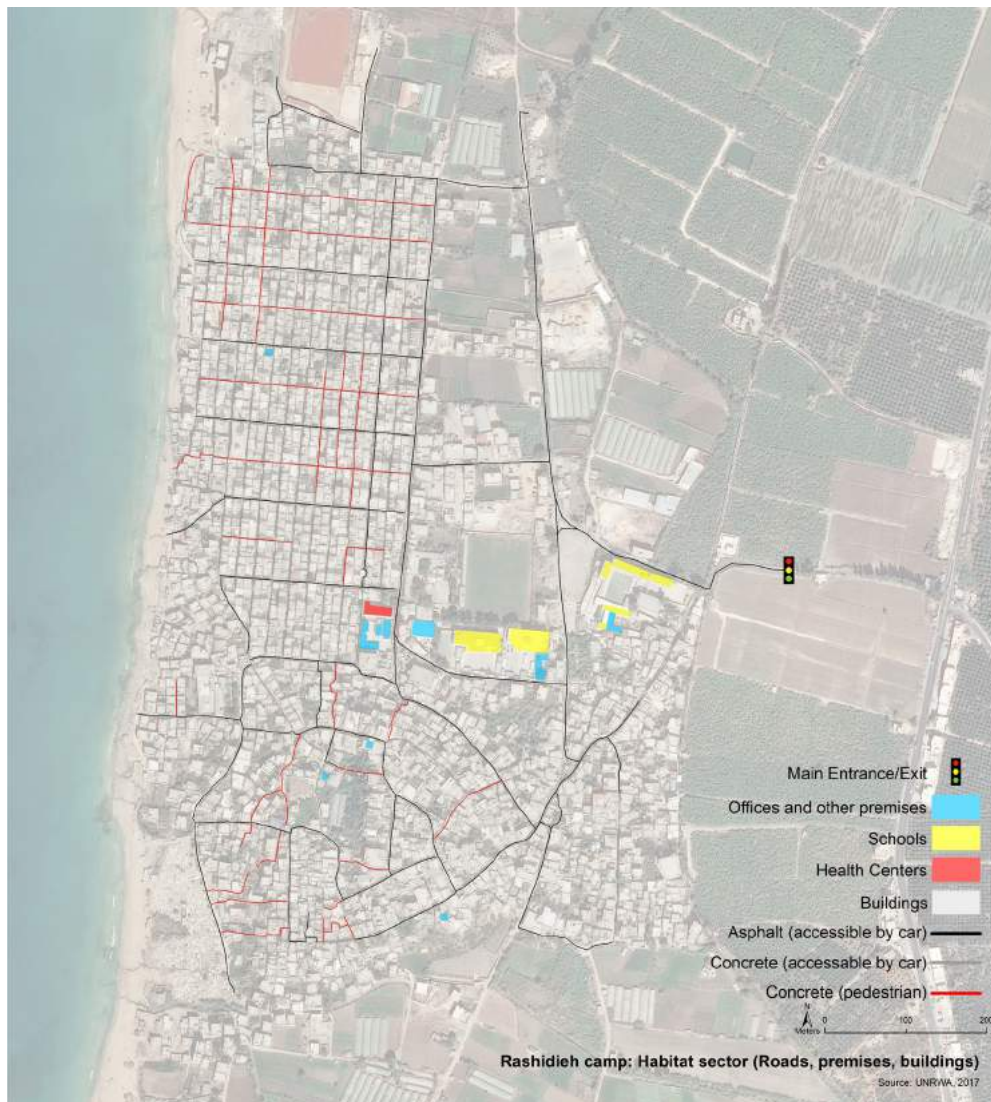 Main Entrance/Exit
Offices and other premises
Schools
Health Centers
Buildings
Asphalt (accessible by car)
Concrete (accessable by car)
Concrete (pedestrian)
N
Meters 0 100 200
Rashidieh camp: Habitat sector (Roads, premises, buildings)
Source: UNRWA, 2017